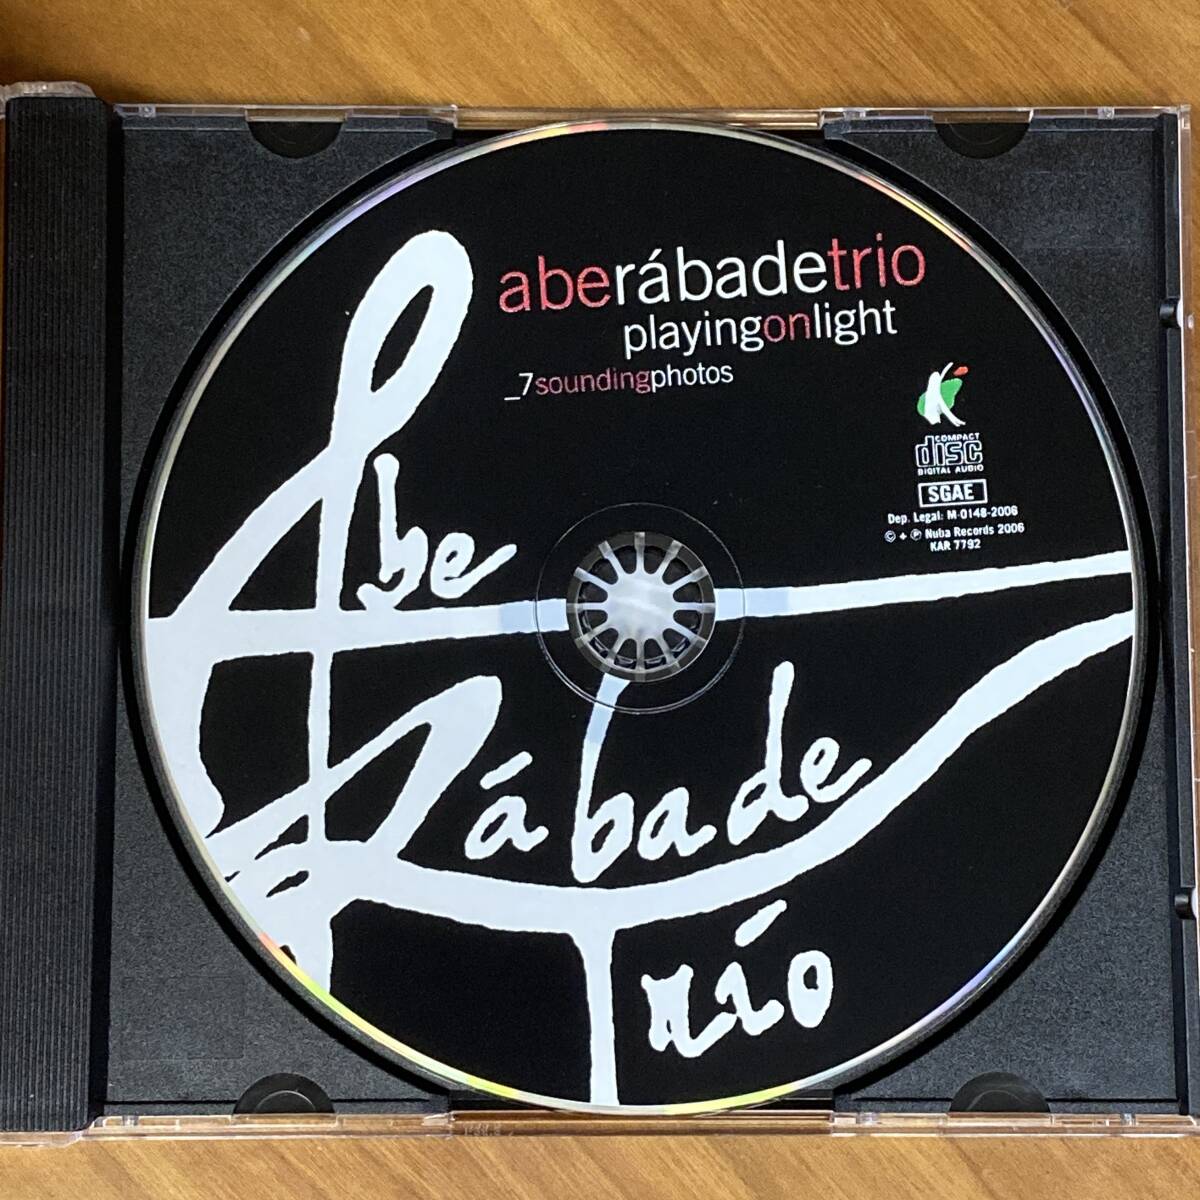 aberábadetrio
playingonlight
_7soundingphotos
K
COMPACT
disc
DIGITAL AUDIO
SGAE
Dep. Legal: M-0148-2006
© + ℗ Nuba Records 2006
KAR 7792
Abe
Rábade
Trío